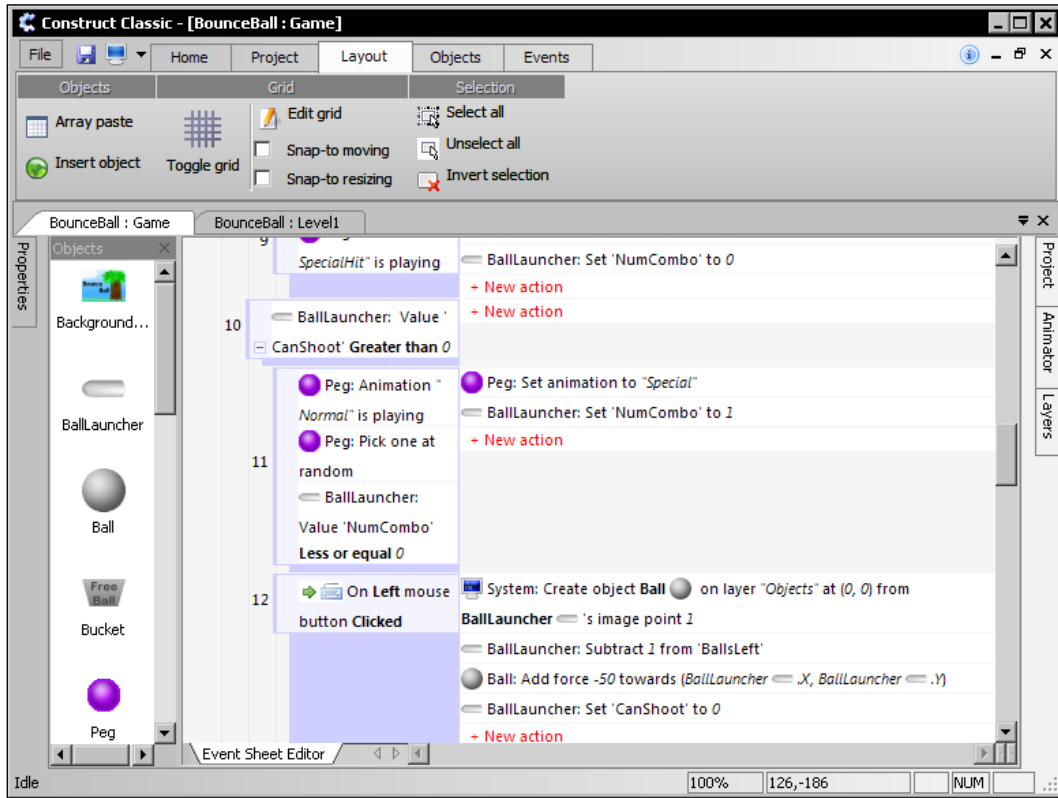 Construct Classic - [BounceBall : Game]
File
Home
Project
Layout
Objects
Events
Objects
Grid
Selection
Array paste
Insert object
Toggle grid
Edit grid
Snap-to moving
Snap-to resizing
Select all
Unselect all
Invert selection
BounceBall : Game
BounceBall : Level1
Properties
Objects
Background...
BallLauncher
Ball
Free
Ball
Bucket
Peg
9
SpecialHit" is playing
BallLauncher: Set 'NumCombo' to 0
+ New action
10
BallLauncher: Value '
CanShoot' Greater than 0
+ New action
11
Peg: Animation "
Normal" is playing
Peg: Pick one at
random
BallLauncher:
Value 'NumCombo'
Less or equal 0
Peg: Set animation to "Special"
BallLauncher: Set 'NumCombo' to 1
+ New action
12
On Left mouse
button Clicked
System: Create object Ball on layer "Objects" at (0, 0) from
BallLauncher 's image point 1
BallLauncher: Subtract 1 from 'BallsLeft'
Ball: Add force -50 towards (BallLauncher .X, BallLauncher .Y)
BallLauncher: Set 'CanShoot' to 0
+ New action
Project
Animator
Layers
Event Sheet Editor
Idle
100%
126,-186
NUM